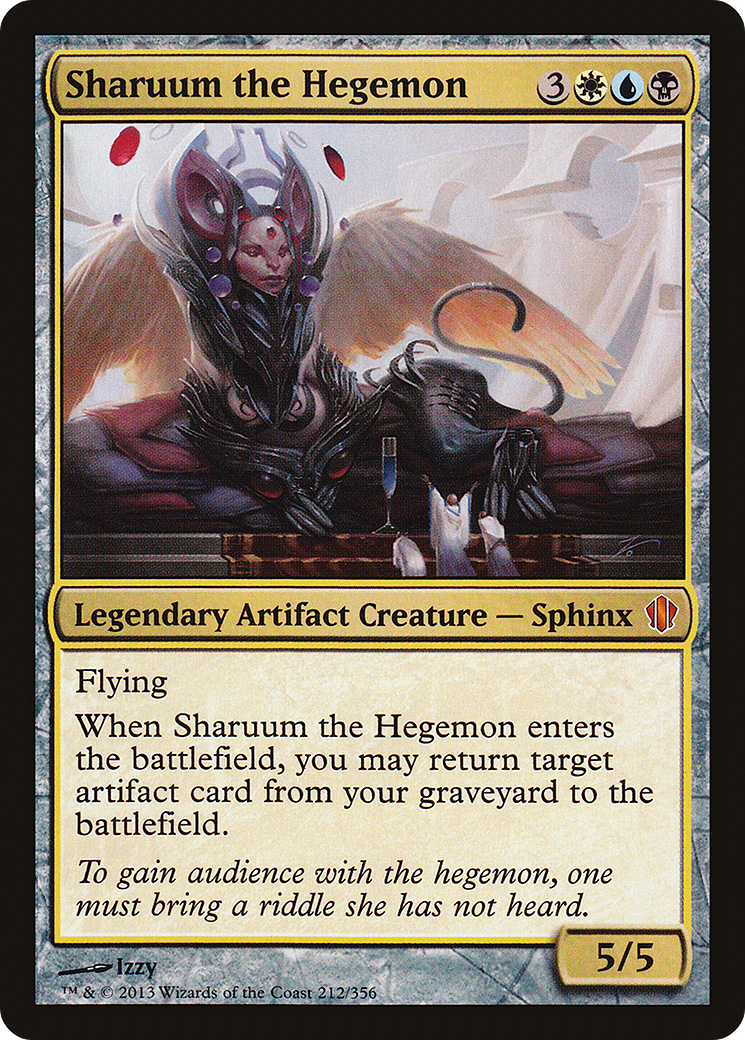 Sharuum the Hegemon 3
Legendary Artifact Creature — Sphinx
Flying
When Sharuum the Hegemon enters
the battlefield, you may return target
artifact card from your graveyard to the
battlefield.
To gain audience with the hegemon, one
must bring a riddle she has not heard.
5/5
Izzy
™ & © 2013 Wizards of the Coast 212/356